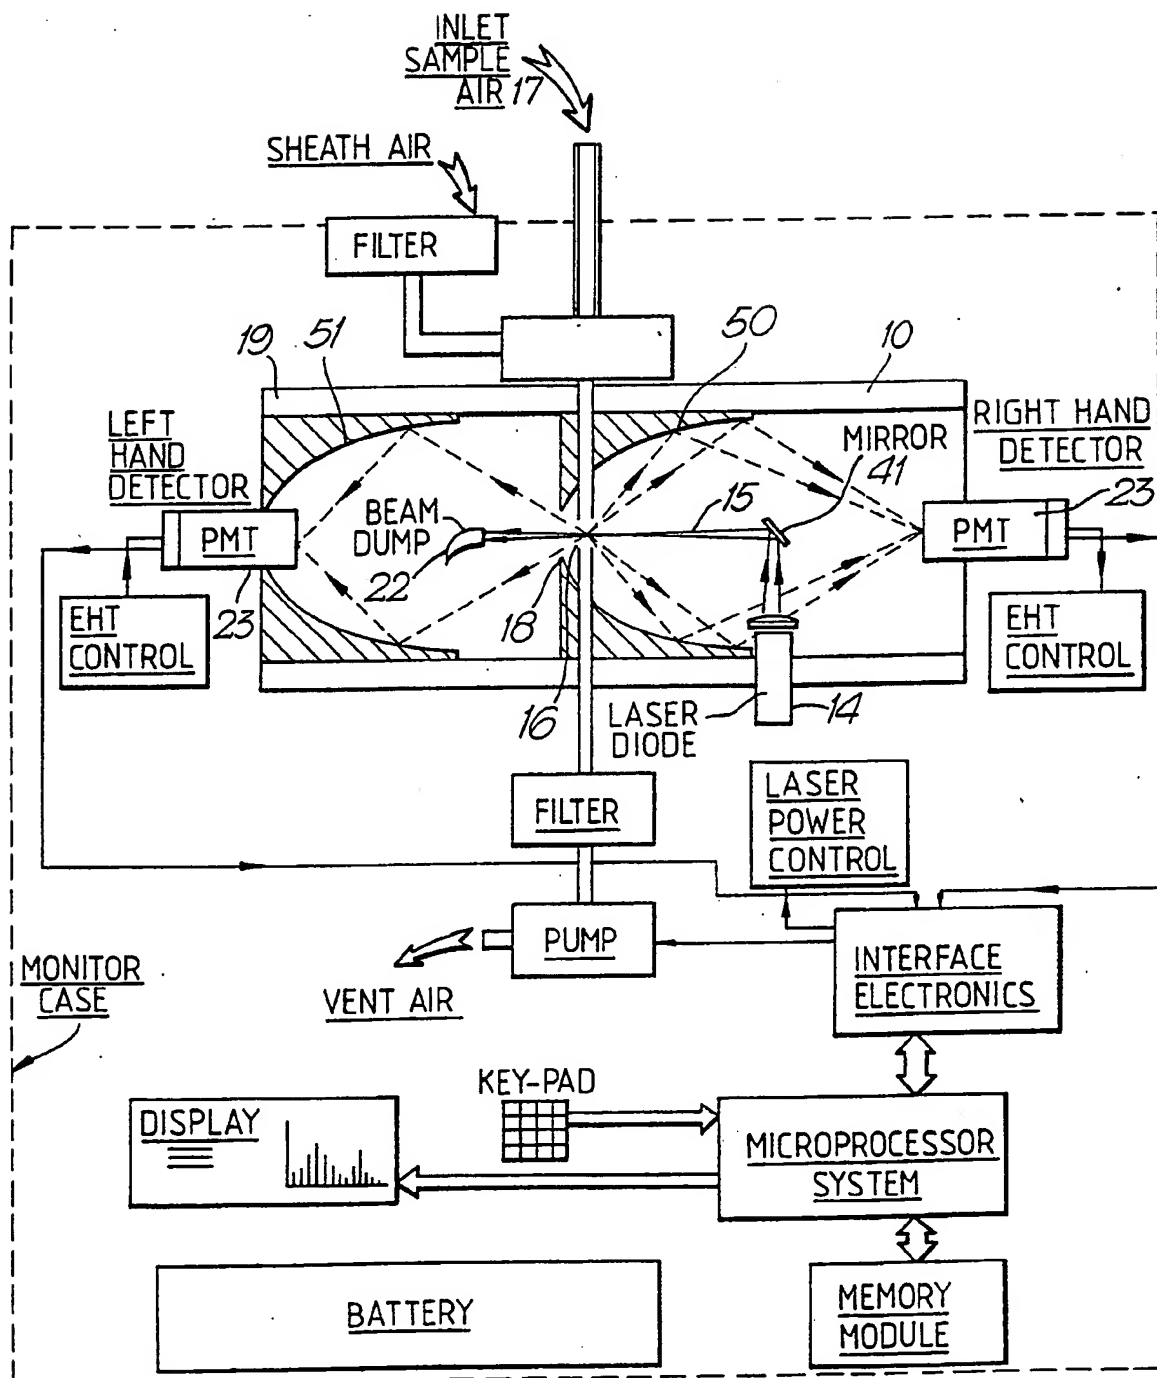 INLET
SAMPLE
AIR 17
SHEATH AIR
FILTER
19
51
50
10
LEFT
HAND
DETECTOR
RIGHT HAND
DETECTOR
MIRROR
41
15
23
BEAM
DUMP
22
PMT
PMT
23
18
16
EHT
CONTROL
EHT
CONTROL
LASER
DIODE
14
FILTER
LASER
POWER
CONTROL
PUMP
VENT AIR
INTERFACE
ELECTRONICS
MONITOR
CASE
KEY-PAD
DISPLAY
MICROPROCESSOR
SYSTEM
BATTERY
MEMORY
MODULE